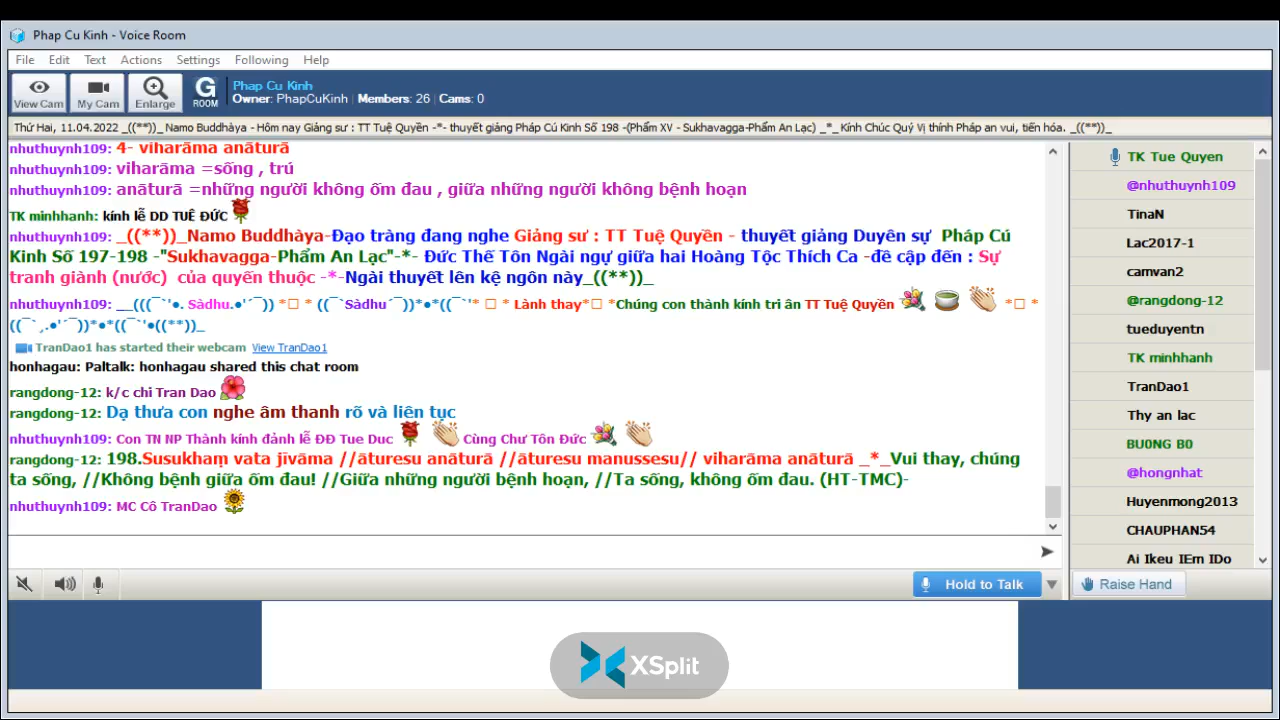 Phap Cu Kinh - Voice Room
File Edit Text Actions Settings Following Help
View Cam My Cam Enlarge G ROOM
Phap Cu Kinh
Owner: PhapCuKinh | Members: 26 | Cams: 0
Thứ Hai, 11.04.2022 _((**))_ Namo Buddhàya - Hôm nay Giảng sư : TT Tuệ Quyền -*- thuyết giảng Pháp Cú Kinh Số 198 -(Phẩm XV - Sukhavagga-Phẩm An Lạc) _*_ Kính Chúc Quý Vị thính Pháp an vui, tiến hóa. _((**))_
nhuthuynh109: 4- viharāma anāturā
nhuthuynh109: viharāma =sống , trú
nhuthuynh109: anāturā =những người không ốm đau , giữa những người không bệnh hoạn
TK minhhanh: kính lễ DD TUÊ ĐỨC
nhuthuynh109: _((**))_Namo Buddhàya-Đạo tràng đang nghe Giảng sư : TT Tuệ Quyền - thuyết giảng Duyên sự Pháp Cú
Kinh Số 197-198 -"Sukhavagga-Phẩm An Lạc"-*- Đức Thế Tôn Ngài ngự giữa hai Hoàng Tộc Thích Ca -đê cập đến : Sự
tranh giành (nước) của quyến thuộc -*-Ngài thuyết lên kệ ngôn này_((**))_
nhuthuynh109: __(((¯`'•. Sàdhu.•'´¯)) *□ * ((¯`Sàdhu´¯))*•*((¯`'* □ * Lành thay*□ *Chúng con thành kính tri ân TT Tuệ Quyền *□ *
((¯`¸.•'´¯))*•*((¯`'•((**))_
TranDao1 has started their webcam View TranDao1
honhagau: Paltalk: honhagau shared this chat room
rangdong-12: k/c chi Tran Dao
rangdong-12: Dạ thưa con nghe âm thanh rõ và liên tục
nhuthuynh109: Con TN NP Thành kính đảnh lễ ĐĐ Tue Duc Cùng Chư Tôn Đức
rangdong-12: 198.Susukhaṃ vata jīvāma //āturesu anāturā //āturesu manussesu// viharāma anāturā _*_Vui thay, chúng
ta sống, //Không bệnh giữa ốm đau! //Giữa những người bệnh hoạn, //Ta sống, không ốm đau. (HT-TMC)-
nhuthuynh109: MC Cô TranDao
TK Tue Quyen
@nhuthuynh109
TinaN
Lac2017-1
camvan2
@rangdong-12
tueduyentn
TK minhhanh
TranDao1
Thy an lac
BU0NG B0
@hongnhat
Huyenmong2013
CHAUPHAN54
Ai Ikeu IEm IDo
Hold to Talk
Raise Hand
XSplit